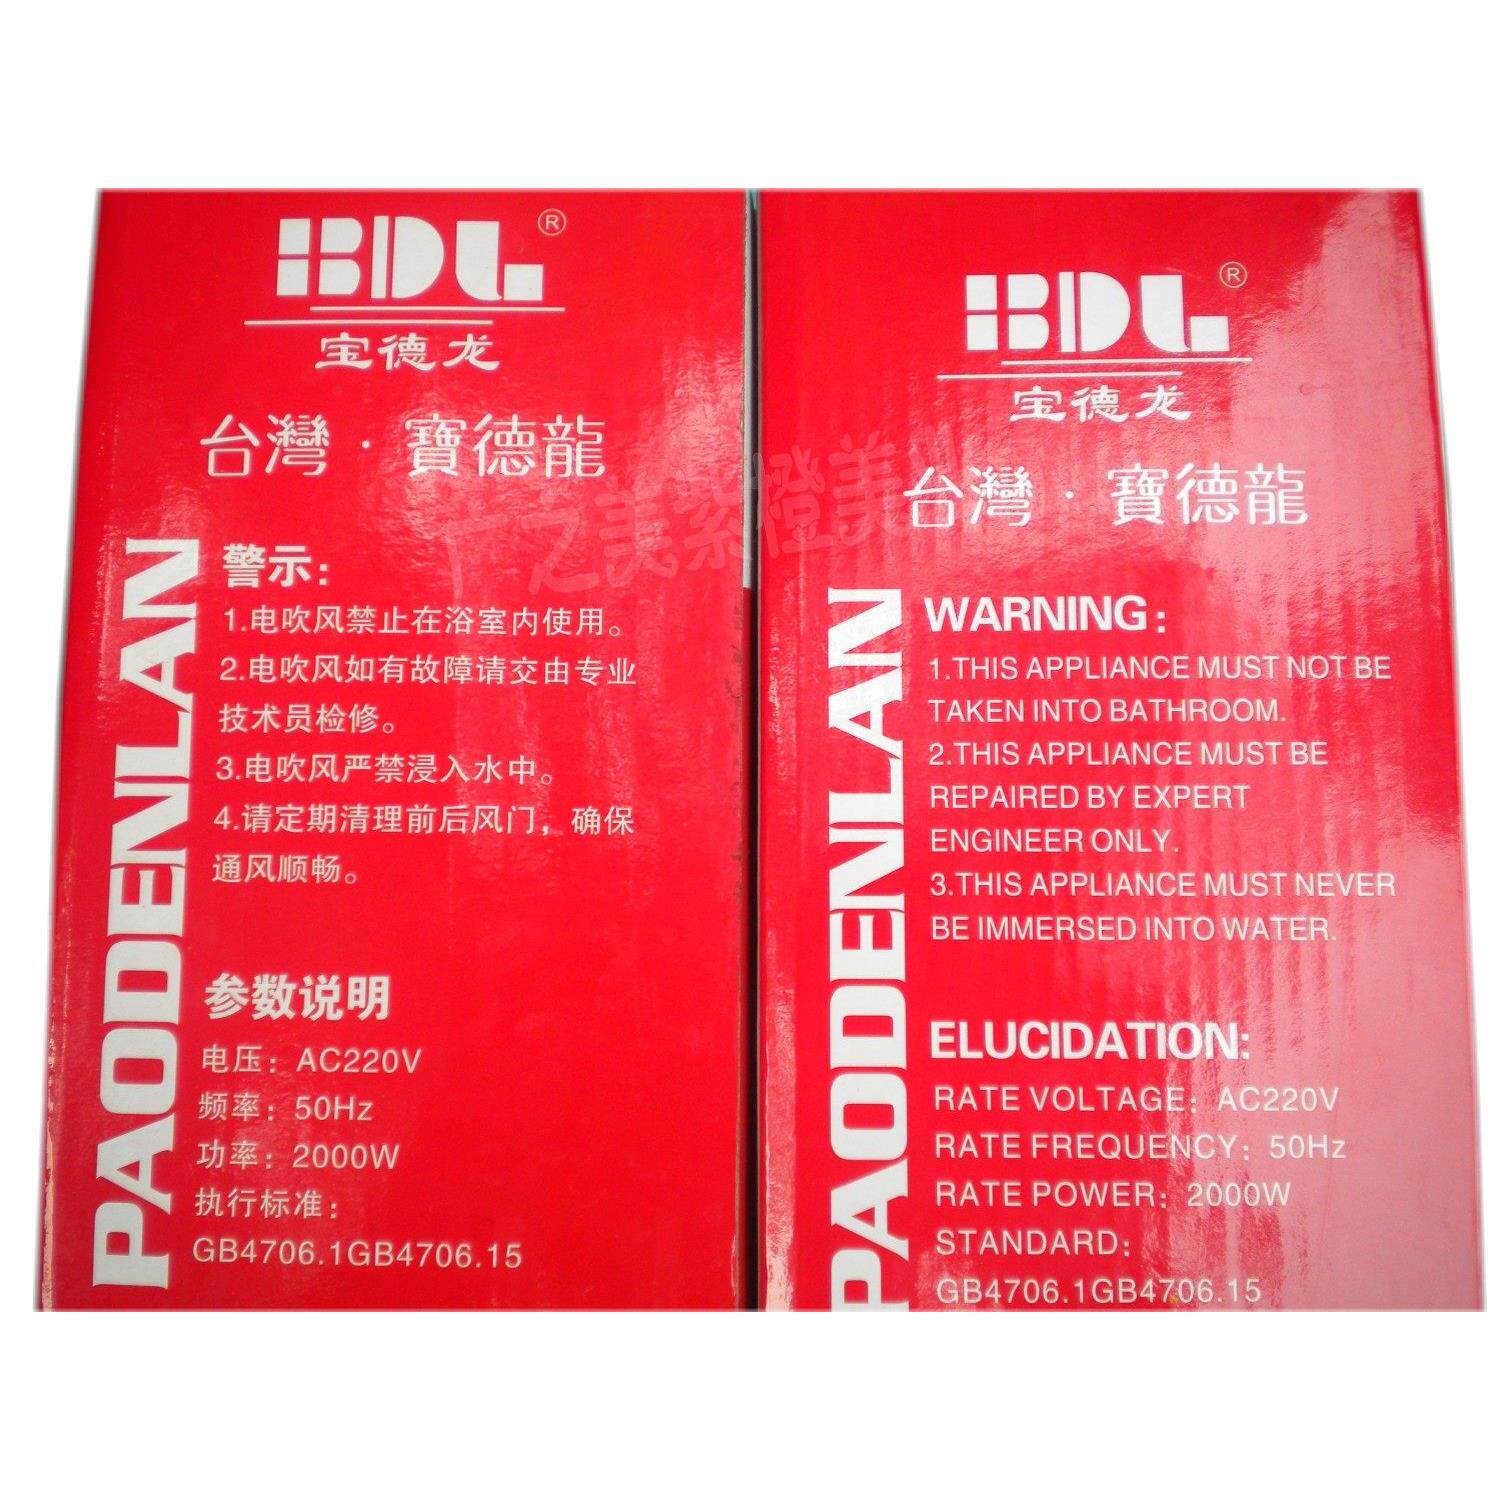 BDL®
宝德龙
台灣·寶德龍
PAODENLAN
警示：
1.电吹风禁止在浴室内使用。
2.电吹风如有故障请交由专业
技术员检修。
3.电吹风严禁浸入水中。
4.请定期清理前后风门，确保
通风顺畅。
参数说明
电压：AC220V
频率：50Hz
功率：2000W
执行标准：
GB4706.1GB4706.15
BDL®
宝德龙
台灣·寶德龍
PAODENLAN
WARNING:
1.THIS APPLIANCE MUST NOT BE
TAKEN INTO BATHROOM.
2.THIS APPLIANCE MUST BE
REPAIRED BY EXPERT
ENGINEER ONLY.
3.THIS APPLIANCE MUST NEVER
BE IMMERSED INTO WATER.
ELUCIDATION:
RATE VOLTAGE：AC220V
RATE FREQUENCY：50Hz
RATE POWER：2000W
STANDARD：
GB4706.1GB4706.15
之美紫橙美